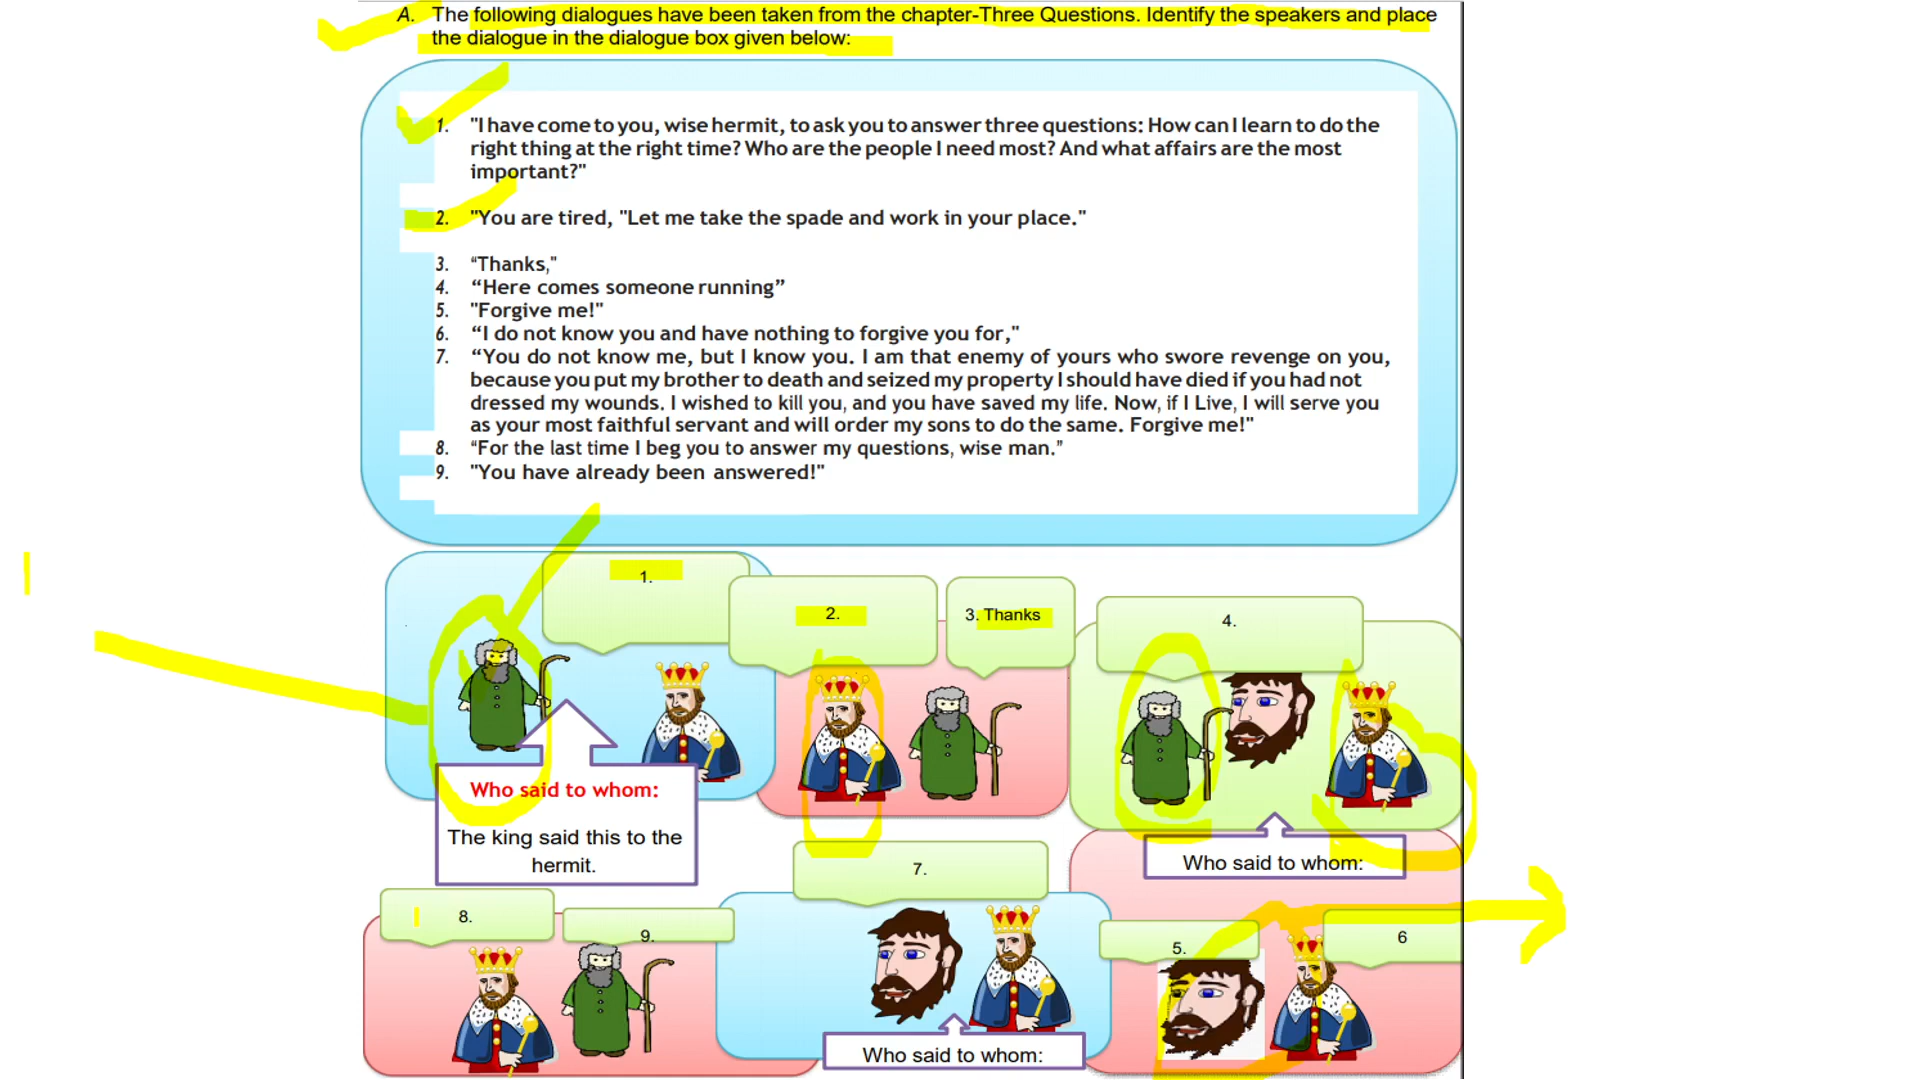 A. The following dialogues have been taken from the chapter-Three Questions. Identify the speakers and place
the dialogue in the dialogue box given below:
1. "I have come to you, wise hermit, to ask you to answer three questions: How can I learn to do the
right thing at the right time? Who are the people I need most? And what affairs are the most
important?"
2. "You are tired, "Let me take the spade and work in your place."
3. “Thanks,"
4. “Here comes someone running”
5. "Forgive me!"
6. “I do not know you and have nothing to forgive you for,"
7. “You do not know me, but I know you. I am that enemy of yours who swore revenge on you,
because you put my brother to death and seized my property I should have died if you had not
dressed my wounds. I wished to kill you, and you have saved my life. Now, if I Live, I will serve you
as your most faithful servant and will order my sons to do the same. Forgive me!"
8. “For the last time I beg you to answer my questions, wise man.”
9. "You have already been answered!"
1.
2.
3. Thanks
4.
Who said to whom:
The king said this to the
hermit.
Who said to whom:
7.
8.
9.
5.
6
Who said to whom: